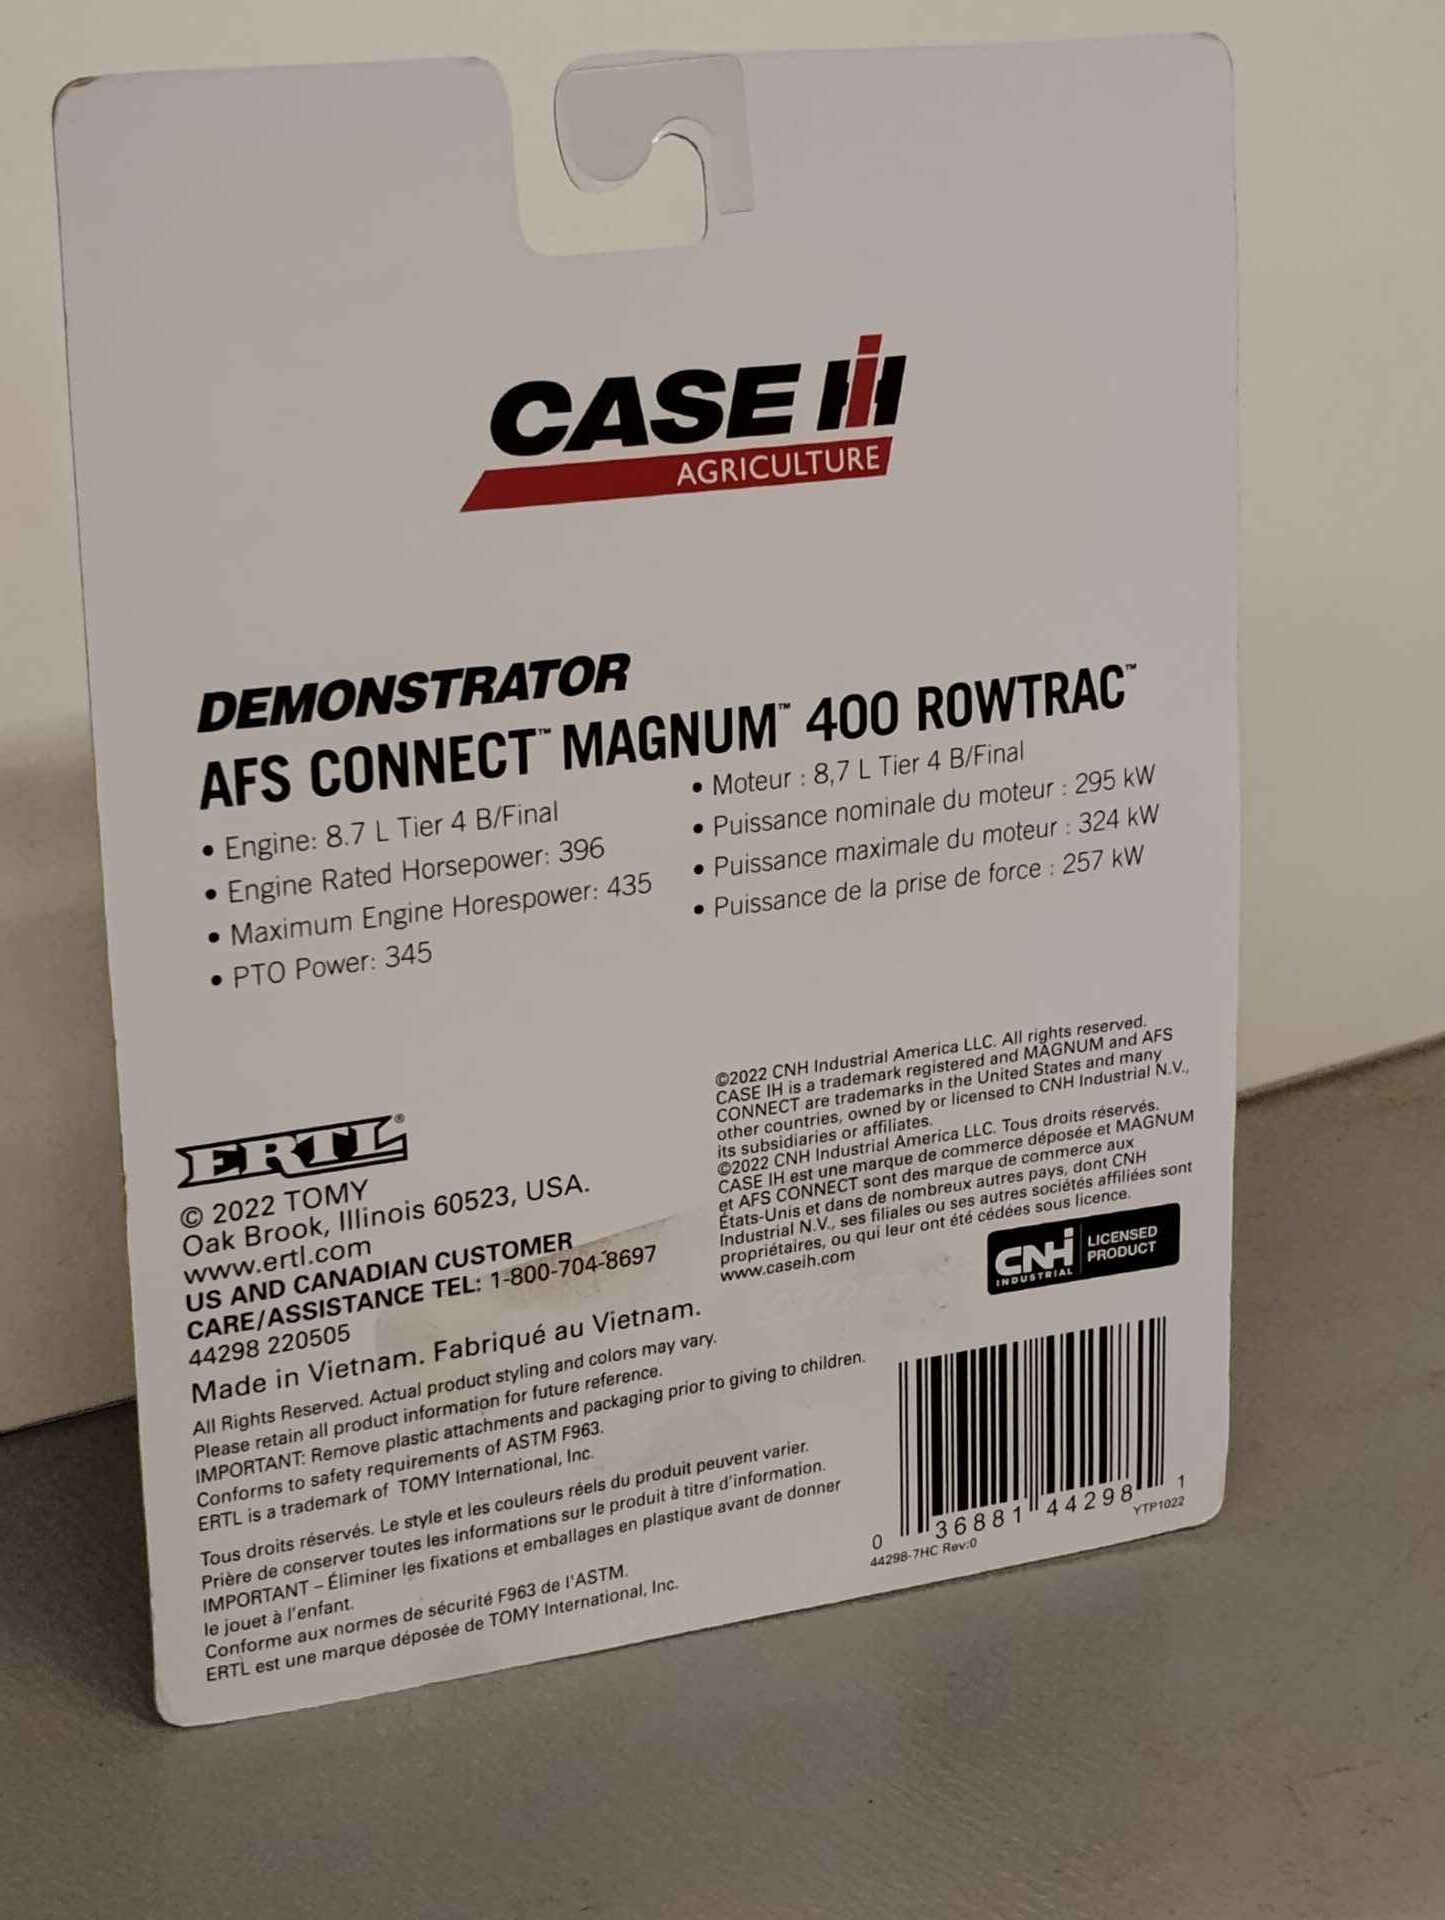 CASE IH
AGRICULTURE
DEMONSTRATOR
AFS CONNECT™ MAGNUM™ 400 ROWTRAC™
• Engine: 8.7 L Tier 4 B/Final
• Engine Rated Horsepower: 396
• Maximum Engine Horespower: 435
• PTO Power: 345
• Moteur : 8,7 L Tier 4 B/Final
• Puissance nominale du moteur : 295 kW
• Puissance maximale du moteur : 324 kW
• Puissance de la prise de force : 257 kW
ERTL®
© 2022 TOMY
Oak Brook, Illinois 60523, USA.
www.ertl.com
US AND CANADIAN CUSTOMER
CARE/ASSISTANCE TEL: 1-800-704-8697
44298 220505
Made in Vietnam. Fabriqué au Vietnam.
All Rights Reserved. Actual product styling and colors may vary.
Please retain all product information for future reference.
IMPORTANT: Remove plastic attachments and packaging prior to giving to children.
Conforms to safety requirements of ASTM F963.
ERTL is a trademark of TOMY International, Inc.
Tous droits réservés. Le style et les couleurs réels du produit peuvent varier.
Prière de conserver toutes les informations sur le produit à titre d'information.
IMPORTANT – Éliminer les fixations et emballages en plastique avant de donner
le jouet à l'enfant.
Conforme aux normes de sécurité F963 de l'ASTM.
ERTL est une marque déposée de TOMY International, Inc.
©2022 CNH Industrial America LLC. All rights reserved.
CASE IH is a trademark registered and MAGNUM and AFS
CONNECT are trademarks in the United States and many
other countries, owned by or licensed to CNH Industrial N.V.,
its subsidiaries or affiliates.
©2022 CNH Industrial America LLC. Tous droits réservés.
CASE IH est une marque de commerce déposée et MAGNUM
et AFS CONNECT sont des marque de commerce aux
États-Unis et dans de nombreux autres pays, dont CNH
Industrial N.V., ses filiales ou ses autres sociétés affiliées sont
propriétaires, ou qui leur ont été cédées sous licence.
www.caseih.com
CNH INDUSTRIAL
LICENSED
PRODUCT
0 36881 44298 1
44298-7HC Rev:0
YTP1022